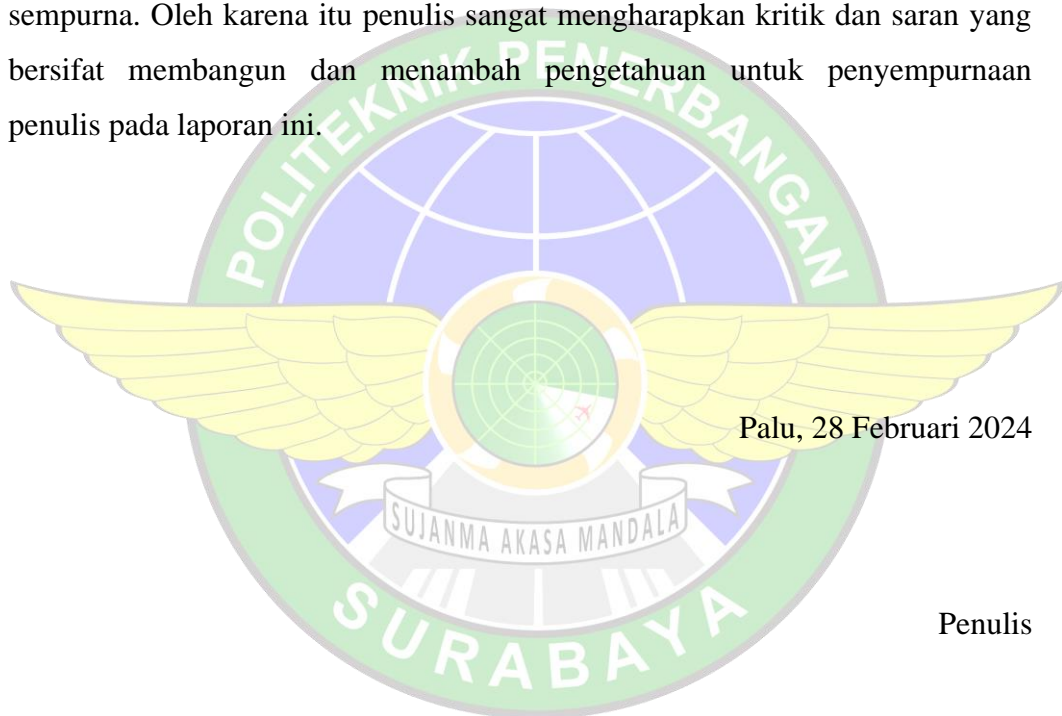 sempurna. Oleh karena itu penulis sangat mengharapkan kritik dan saran yang
bersifat membangun dan menambah pengetahuan untuk penyempurnaan
penulis pada laporan ini.
POLITEKNIK PENERBANGAN
Palu, 28 Februari 2024
SUJANMA AKASA MANDALA
Penulis
SURABAYA